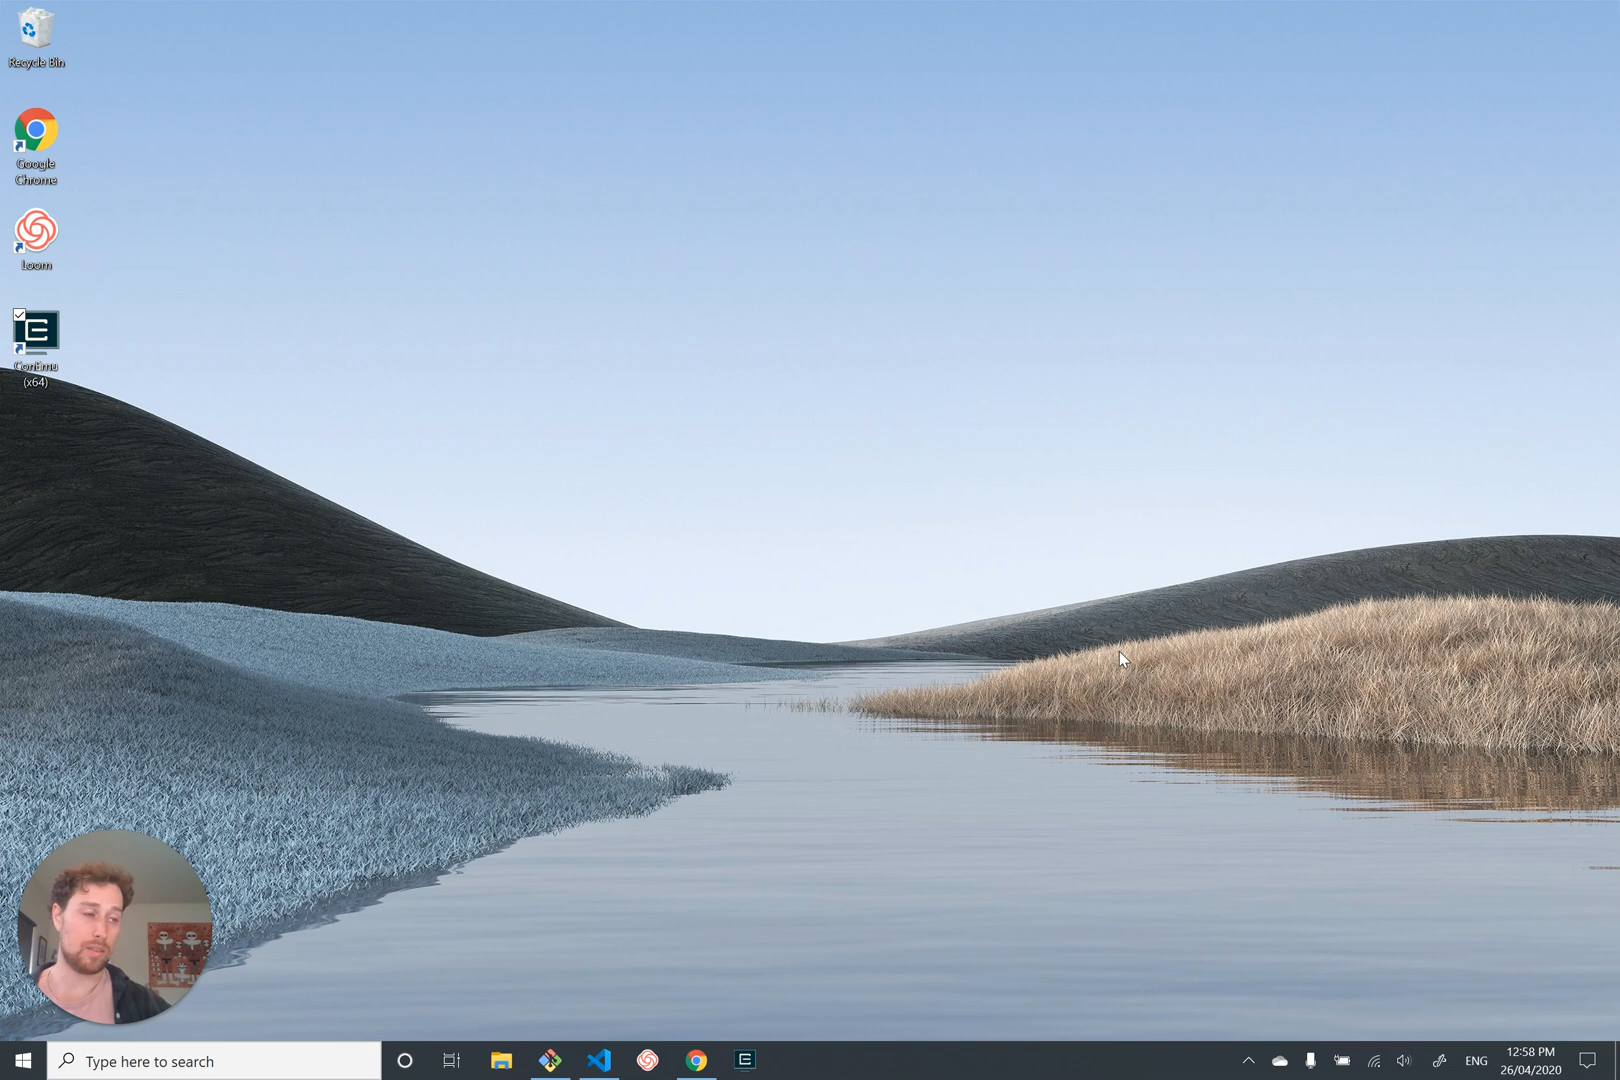 Recycle Bin
Google
Chrome
Loom
ConEmu
(x64)
Type here to search
ENG
12:58 PM
26/04/2020